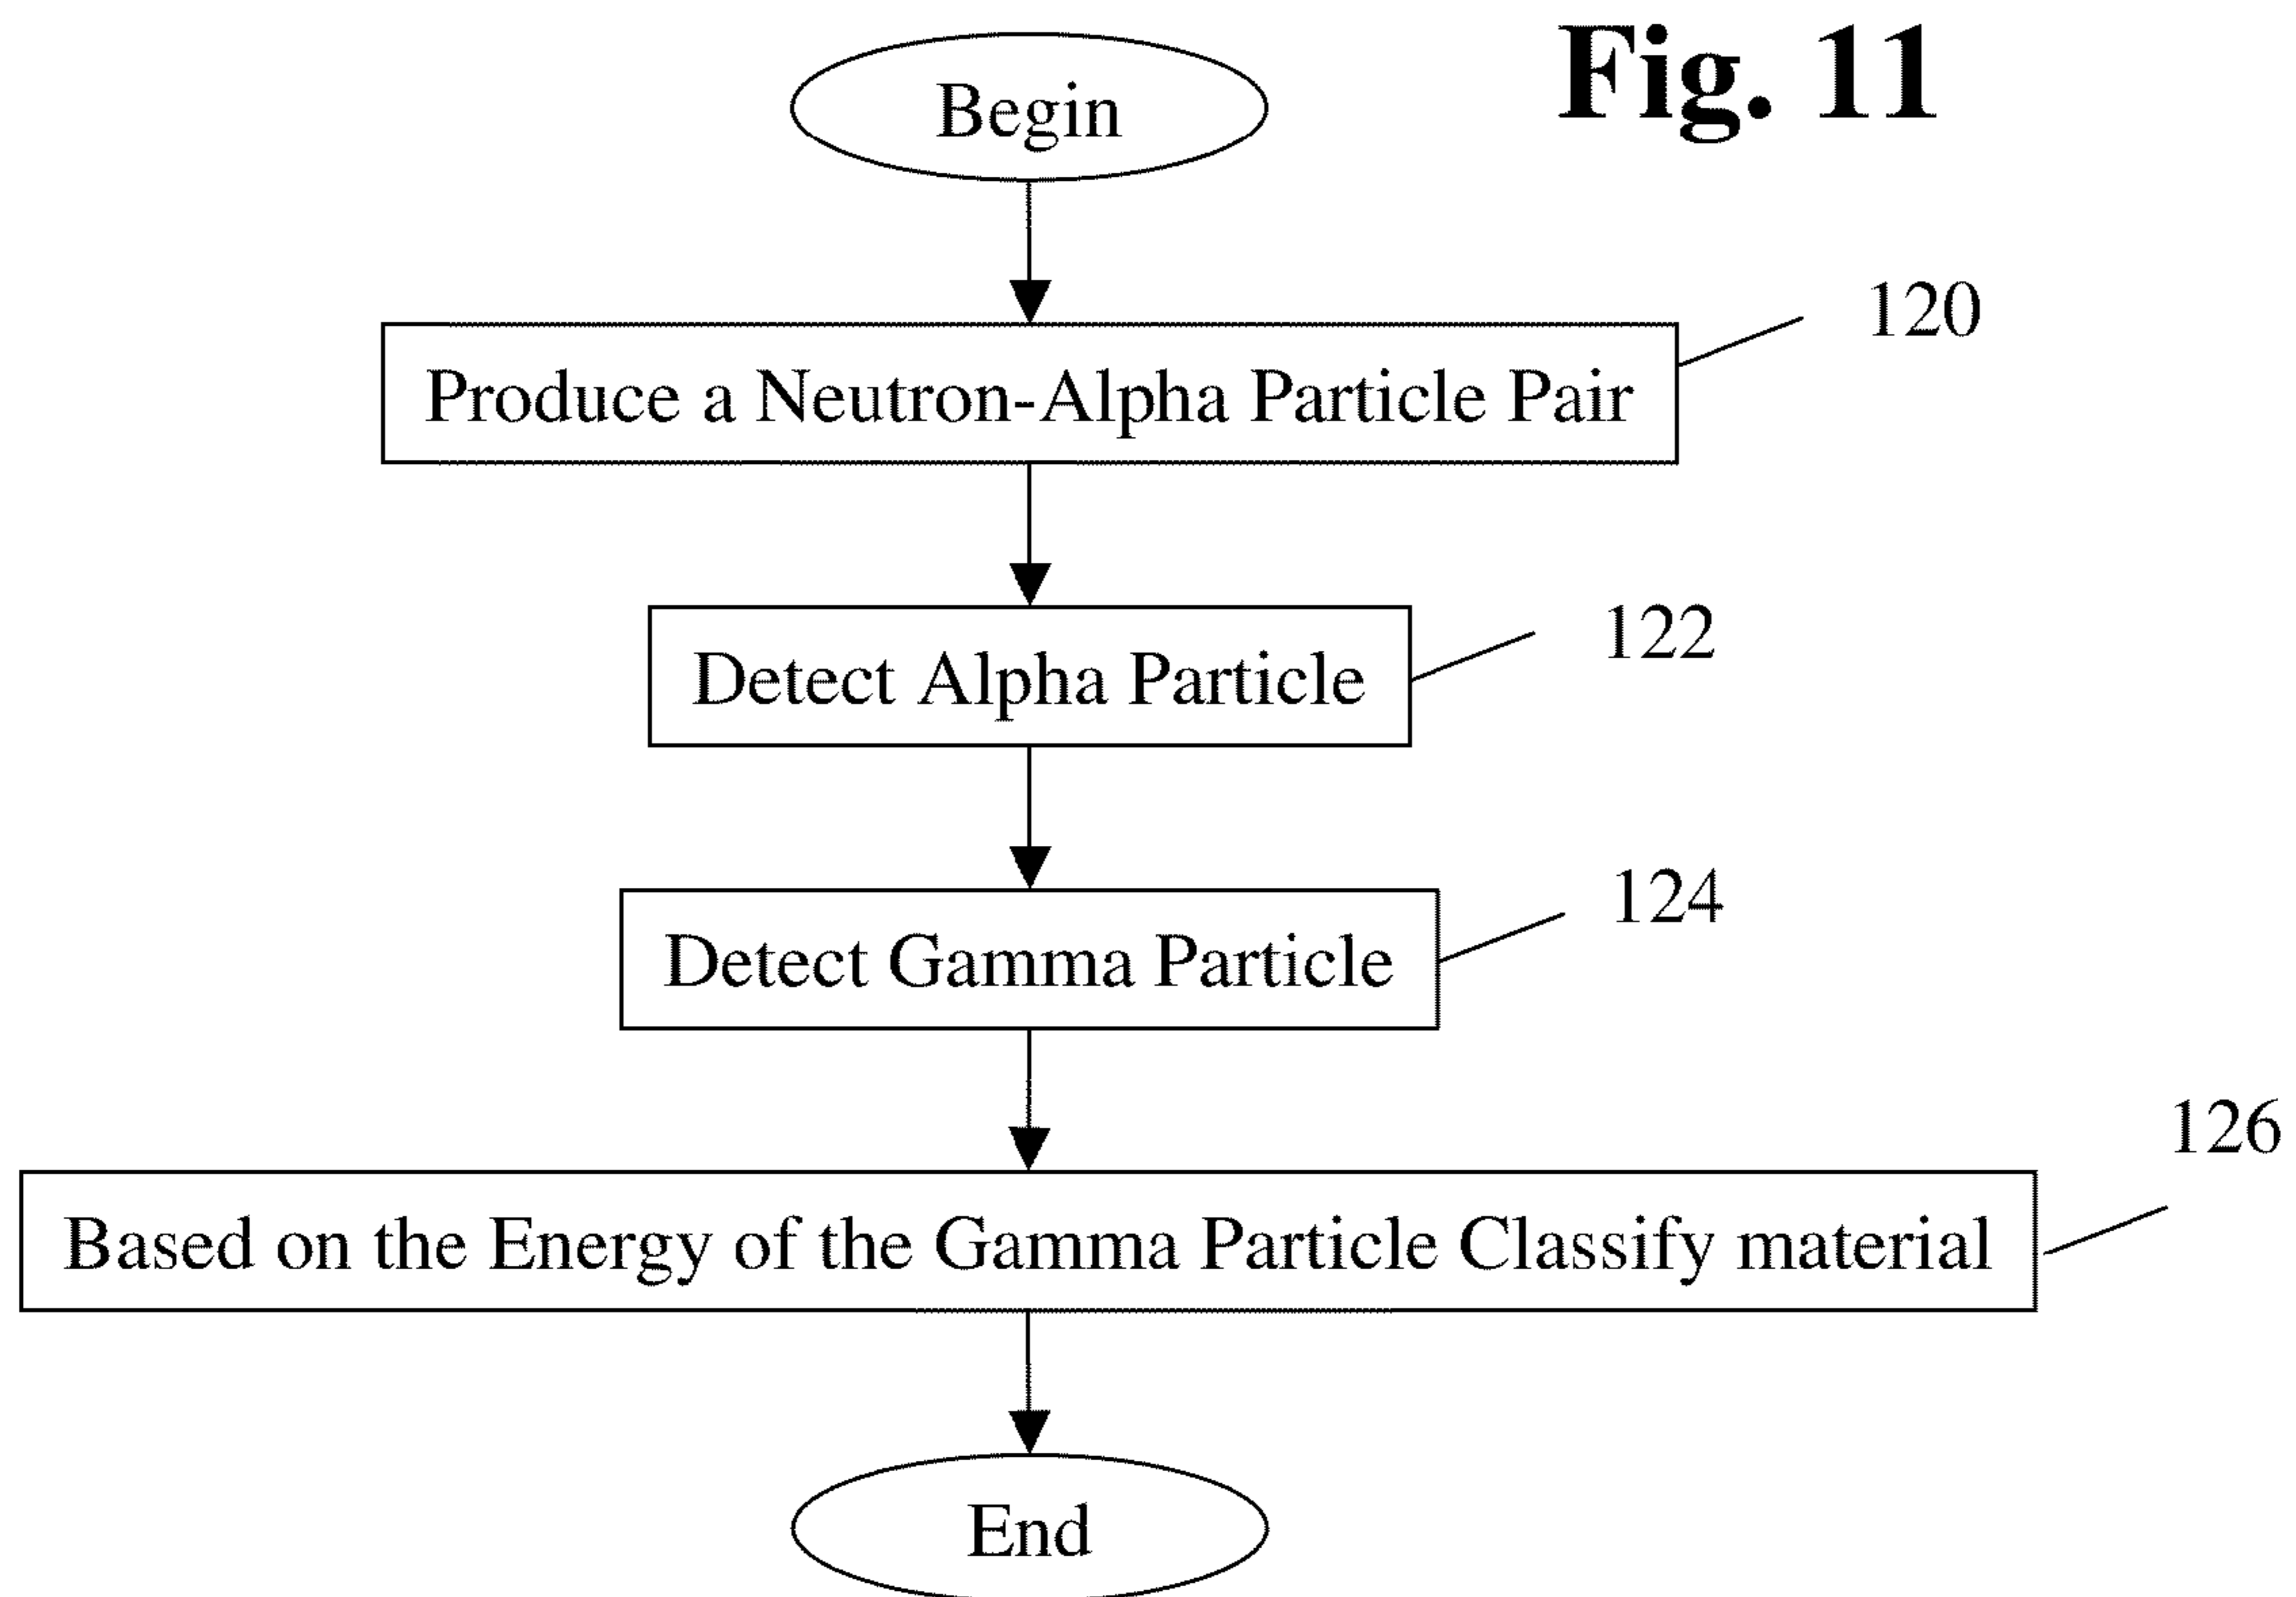 Fig. 11
Begin
120
Produce a Neutron-Alpha Particle Pair
122
Detect Alpha Particle
124
Detect Gamma Particle
126
Based on the Energy of the Gamma Particle Classify material
End